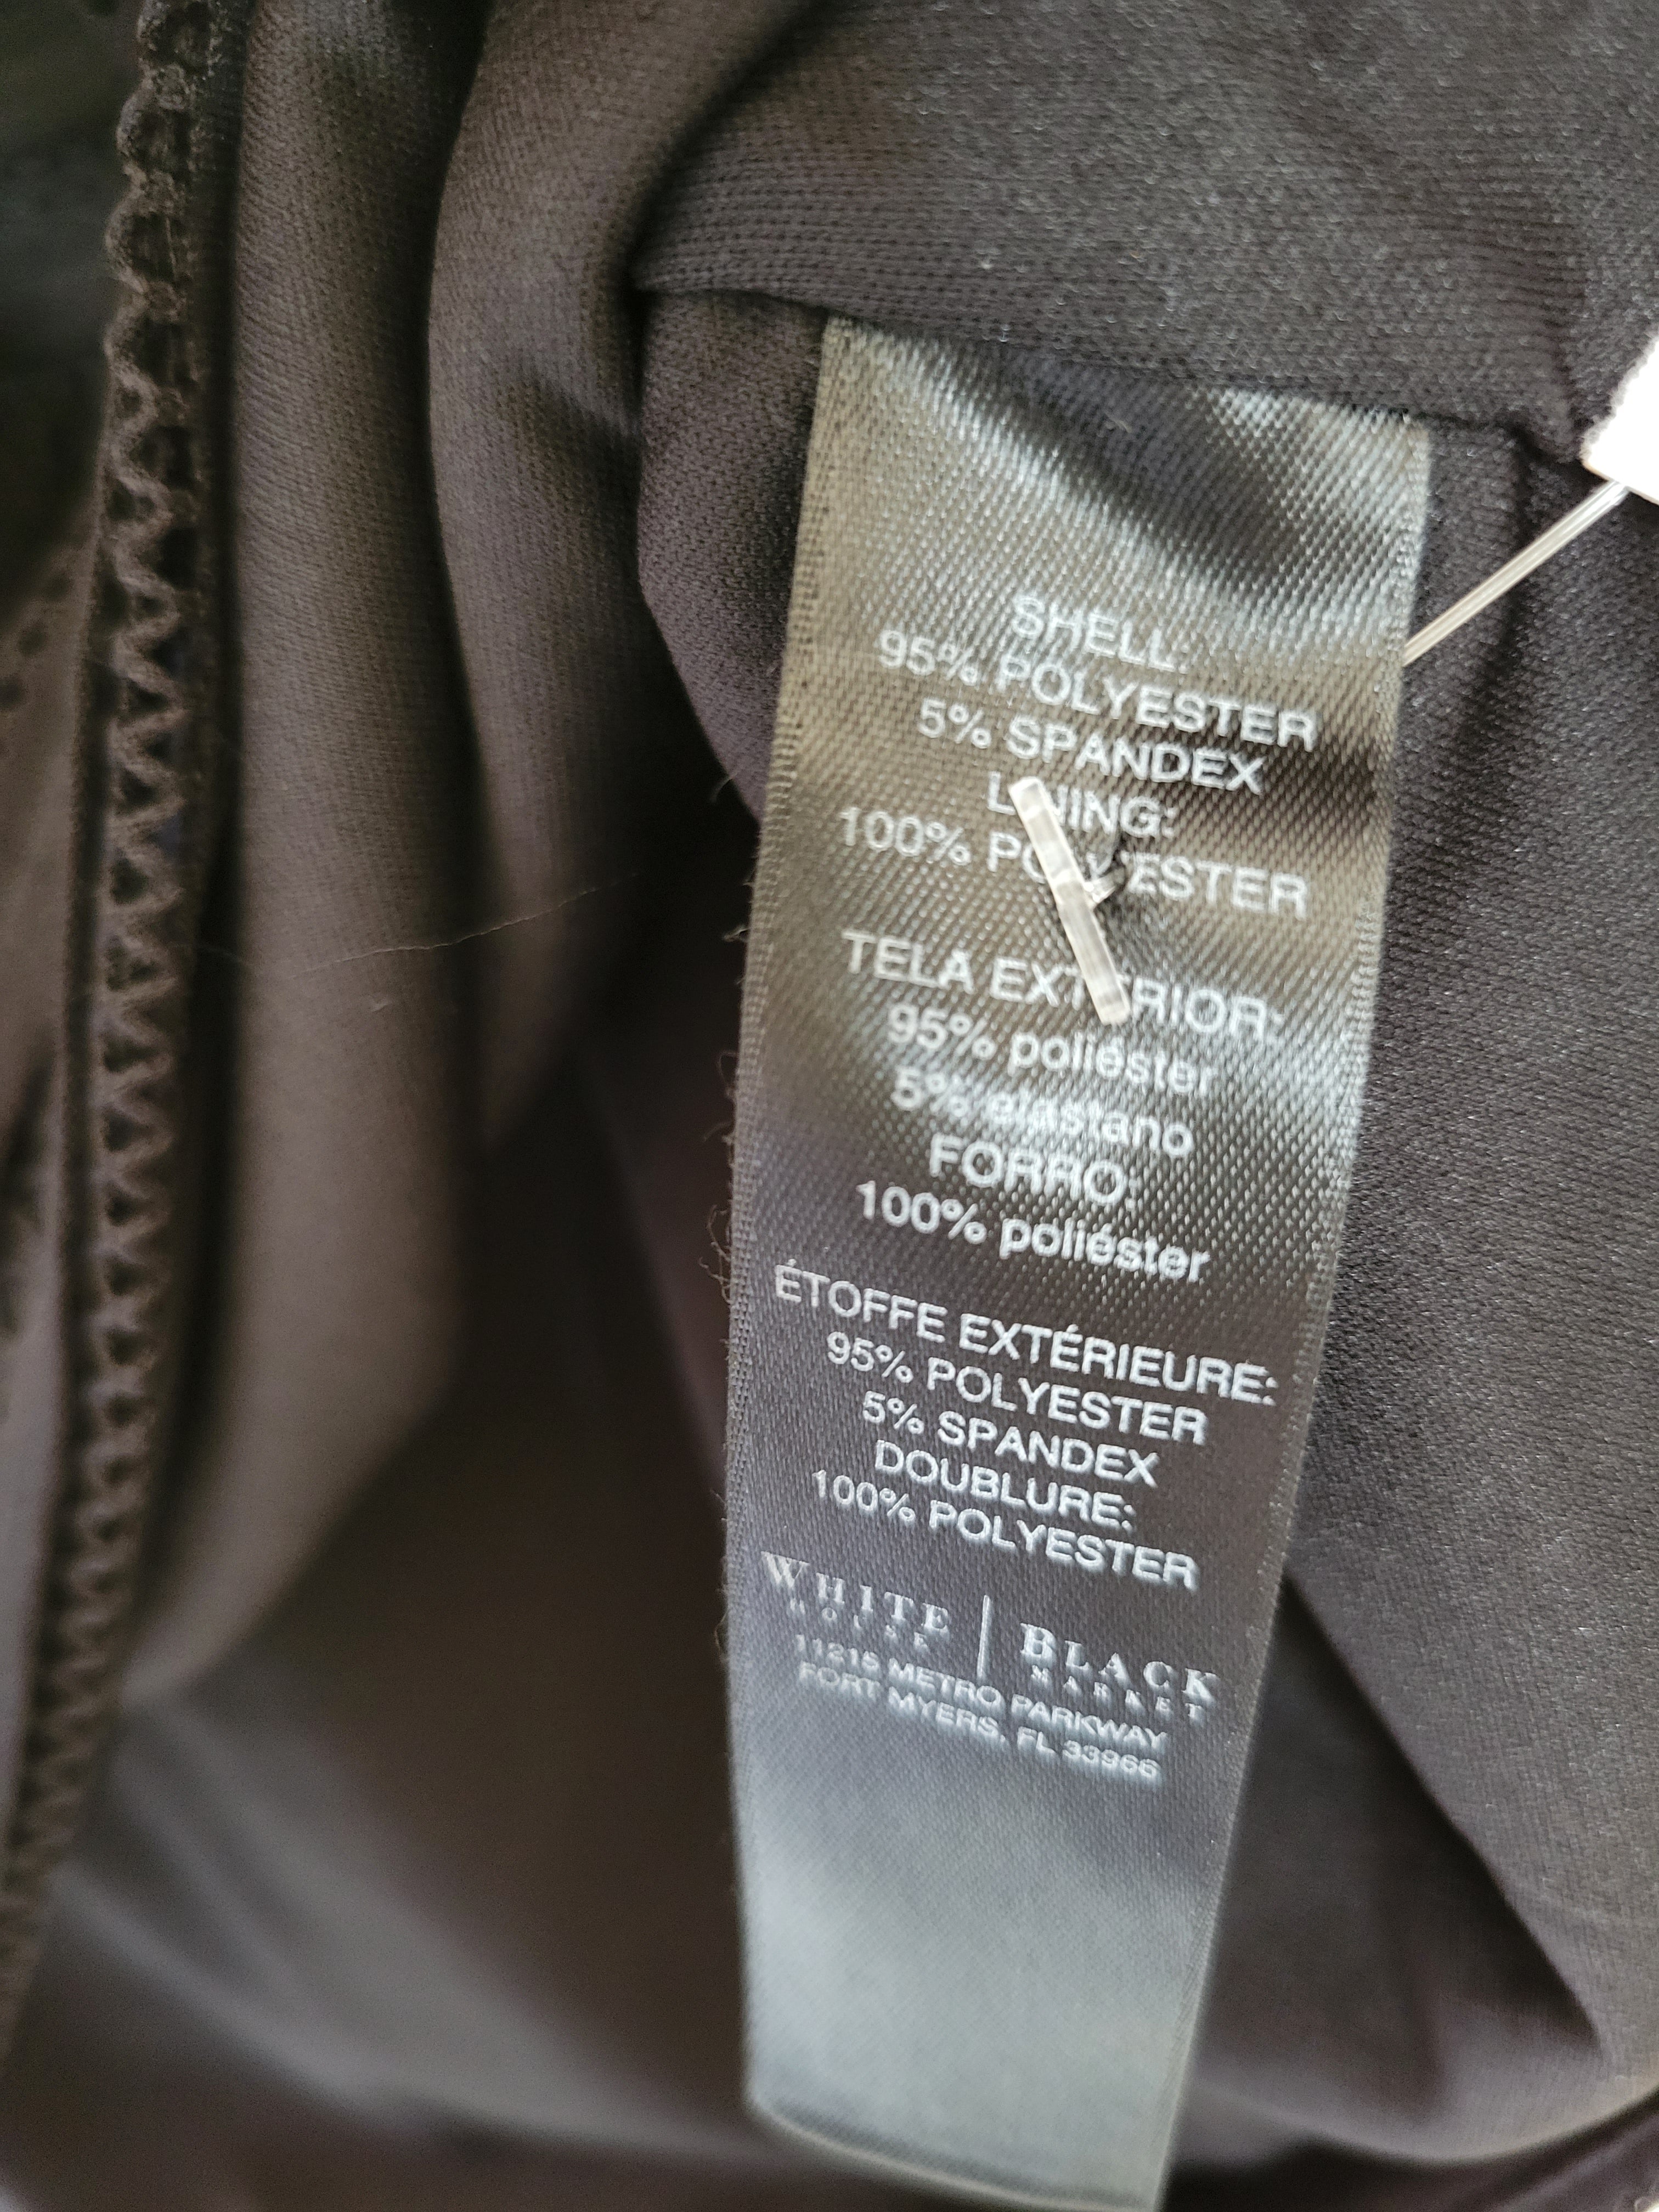 SHELL:
95% POLYESTER
5% SPANDEX
LINING:
100% POLYESTER
TELA EXTERIOR:
95% poliéster
5% elastano
FORRO:
100% poliéster
ÉTOFFE EXTÉRIEURE:
95% POLYESTER
5% SPANDEX
DOUBLURE:
100% POLYESTER
WHITE | BLACK
HOUSE MARKET
11215 METRO PARKWAY
FORT MYERS, FL 33966